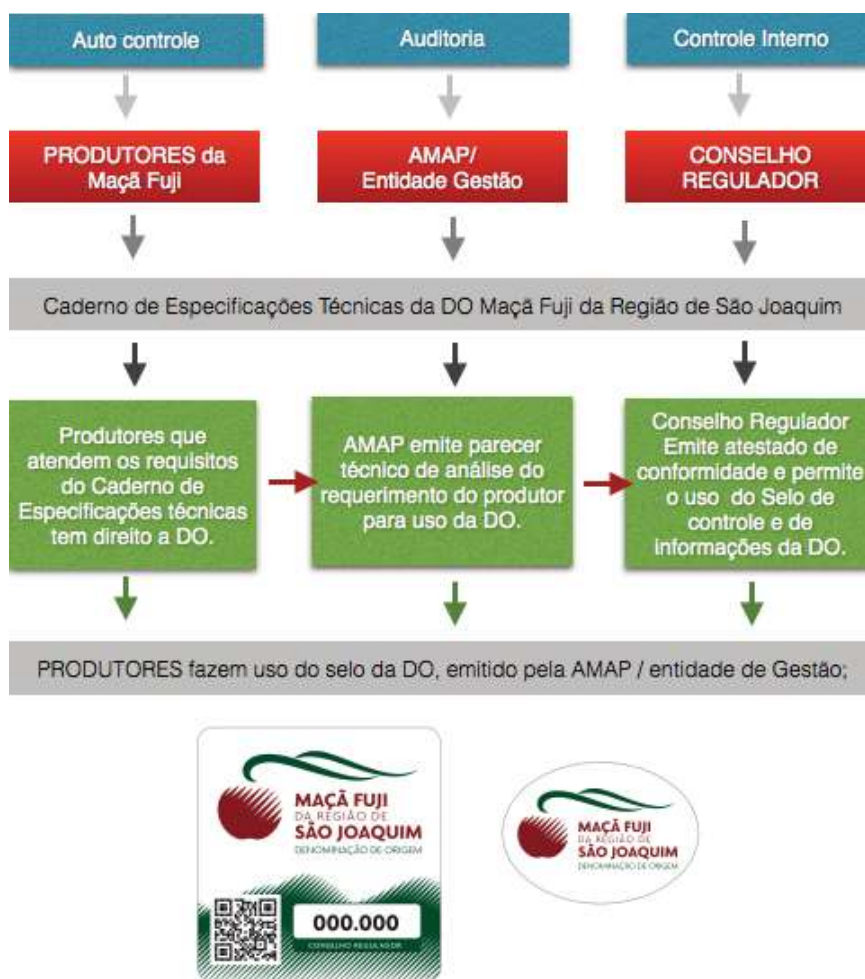 Auto controle
Auditoria
Controle Interno
PRODUTORES da
Maçã Fuji
AMAP/
Entidade Gestão
CONSELHO
REGULADOR
Caderno de Especificações Técnicas da DO Maçã Fuji da Região de São Joaquim
Produtores que
atendem os requisitos
do Caderno de
Especificações técnicas
tem direito a DO.
AMAP emite parecer
técnico de análise do
requerimento do produtor
para uso da DO.
Conselho Regulador
Emite atestado de
conformidade e permite
o uso do Selo de
controle e de
informações da DO.
PRODUTORES fazem uso do selo da DO, emitido pela AMAP / entidade de Gestão;
MAÇÃ FUJI
DA REGIÃO DE
SÃO JOAQUIM
DENOMINAÇÃO DE ORIGEM
000.000
CONSELHO REGULADOR
MAÇÃ FUJI
DA REGIÃO DE
SÃO JOAQUIM
DENOMINAÇÃO DE ORIGEM